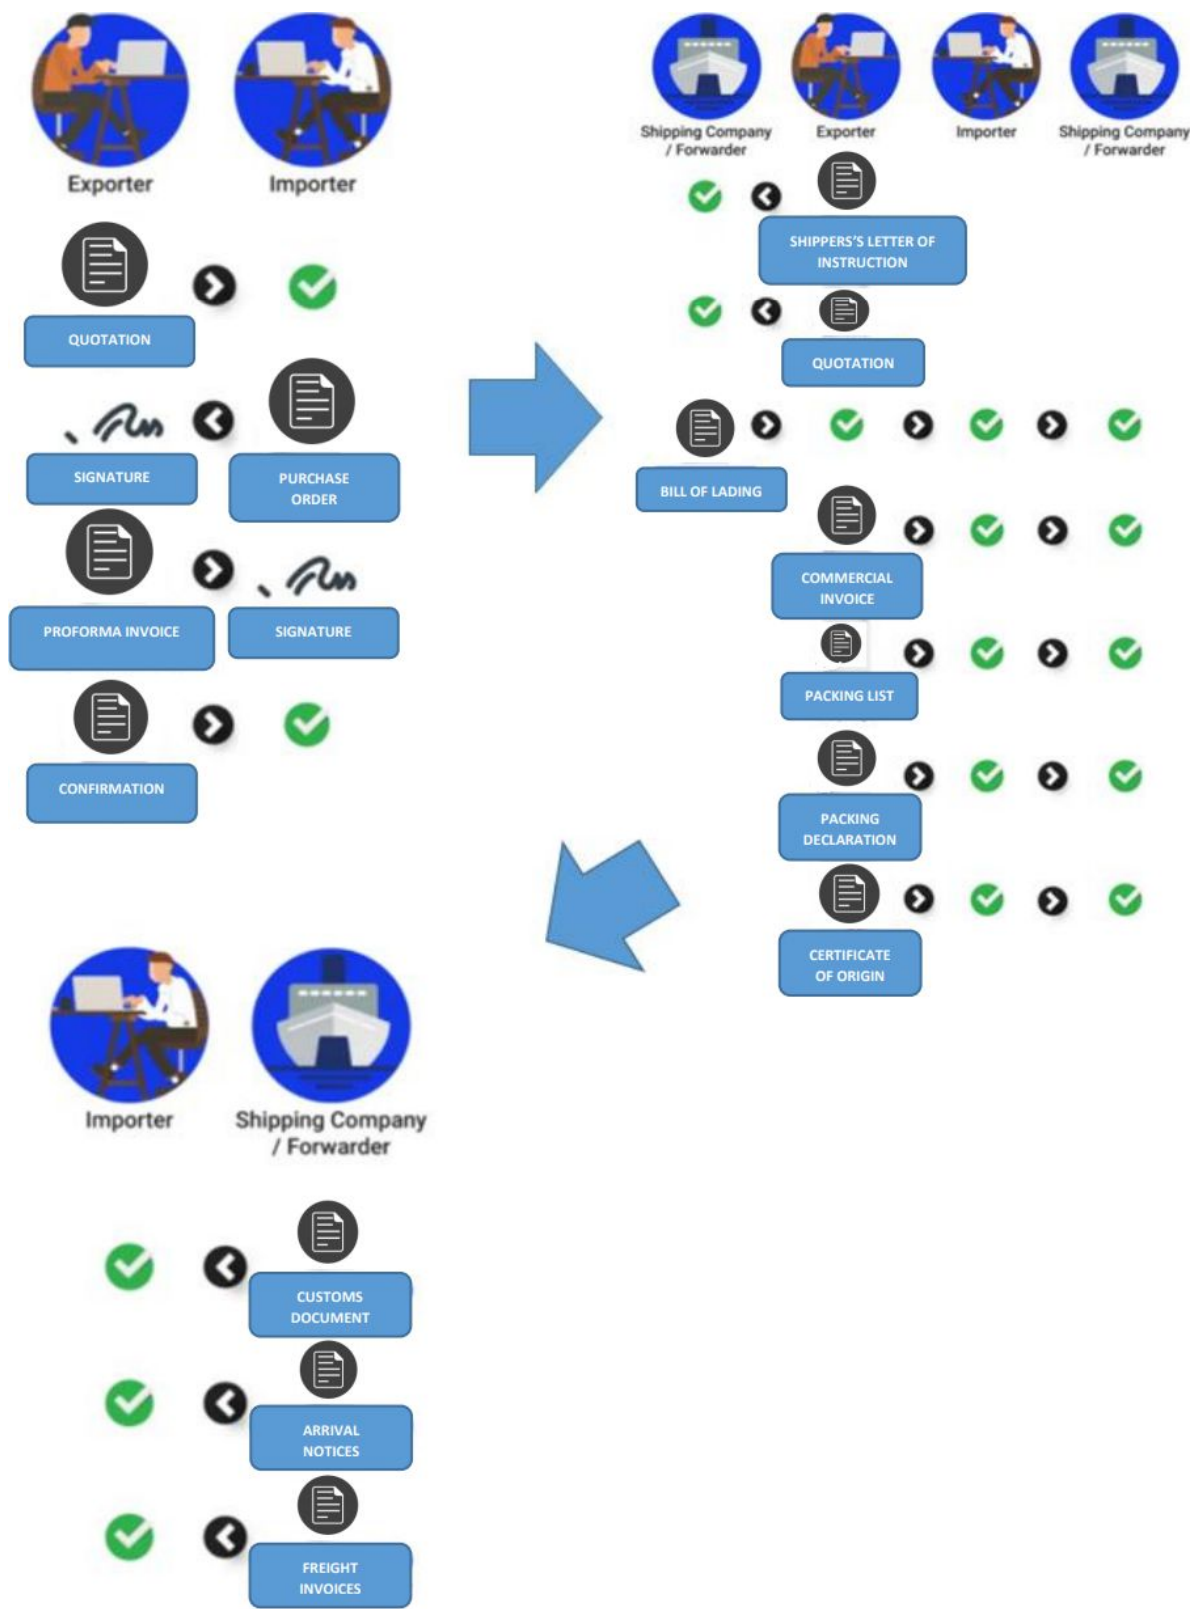 Exporter
Importer
QUOTATION
SIGNATURE
PURCHASE
ORDER
PROFORMA INVOICE
SIGNATURE
CONFIRMATION
Shipping Company
/ Forwarder
Exporter
Importer
Shipping Company
/ Forwarder
SHIPPERS'S LETTER OF
INSTRUCTION
QUOTATION
BILL OF LADING
COMMERCIAL
INVOICE
PACKING LIST
PACKING
DECLARATION
CERTIFICATE
OF ORIGIN
Importer
Shipping Company
/ Forwarder
CUSTOMS
DOCUMENT
ARRIVAL
NOTICES
FREIGHT
INVOICES